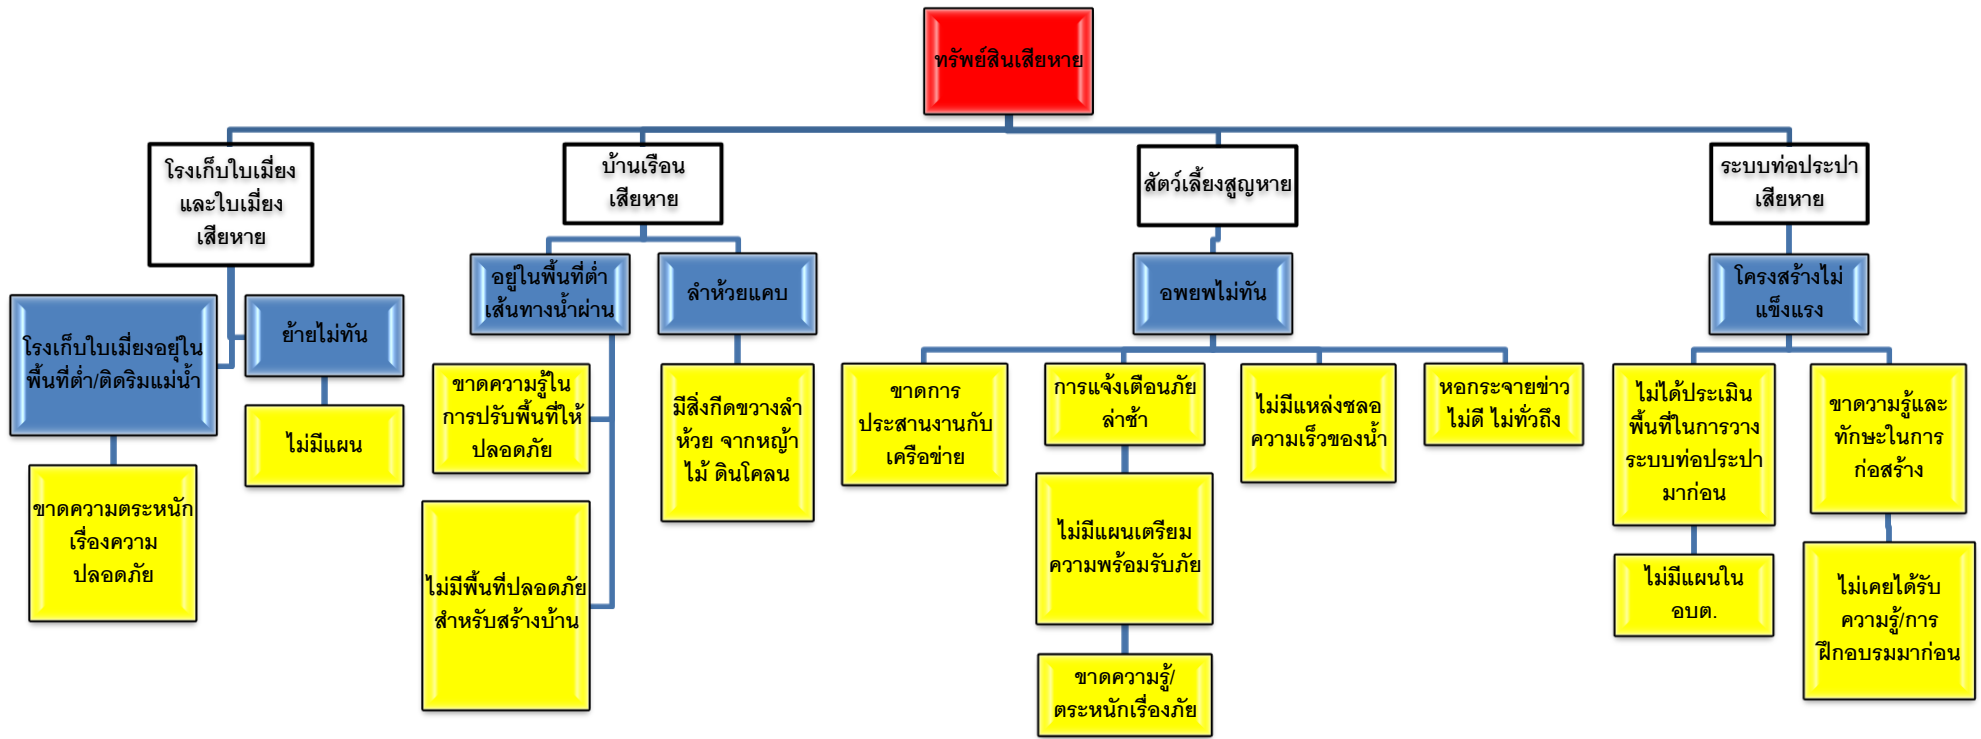 ทรัพย์สินเสียหาย
โรงเก็บใบเมี่ยง
และใบเมี่ยง
เสียหาย
บ้านเรือน
เสียหาย
สัตว์เลี้ยงสูญหาย
ระบบท่อประปา
เสียหาย
โรงเก็บใบเมี่ยงอยู่ใน
พื้นที่ต่ำ/ติดริมแม่น้ำ
ย้ายไม่ทัน
อยู่ในพื้นที่ต่ำ
เส้นทางน้ำผ่าน
ลำห้วยแคบ
อพยพไม่ทัน
โครงสร้างไม่
แข็งแรง
ขาดความตระหนัก
เรื่องความ
ปลอดภัย
ไม่มีแผน
ขาดความรู้ใน
การปรับพื้นที่ให้
ปลอดภัย
ไม่มีพื้นที่ปลอดภัย
สำหรับสร้างบ้าน
มีสิ่งกีดขวางลำ
ห้วย จากหญ้า
ไม้ ดินโคลน
ขาดการ
ประสานงานกับ
เครือข่าย
การแจ้งเตือนภัย
ล่าช้า
ไม่มีแผนเตรียม
ความพร้อมรับภัย
ขาดความรู้/
ตระหนักเรื่องภัย
ไม่มีแหล่งชลอ
ความเร็วของน้ำ
หอกระจายข่าว
ไม่ดี ไม่ทั่วถึง
ไม่ได้ประเมิน
พื้นที่ในการวาง
ระบบท่อประปา
มาก่อน
ไม่มีแผนใน
อบต.
ขาดความรู้และ
ทักษะในการ
ก่อสร้าง
ไม่เคยได้รับ
ความรู้/การ
ฝึกอบรมมาก่อน